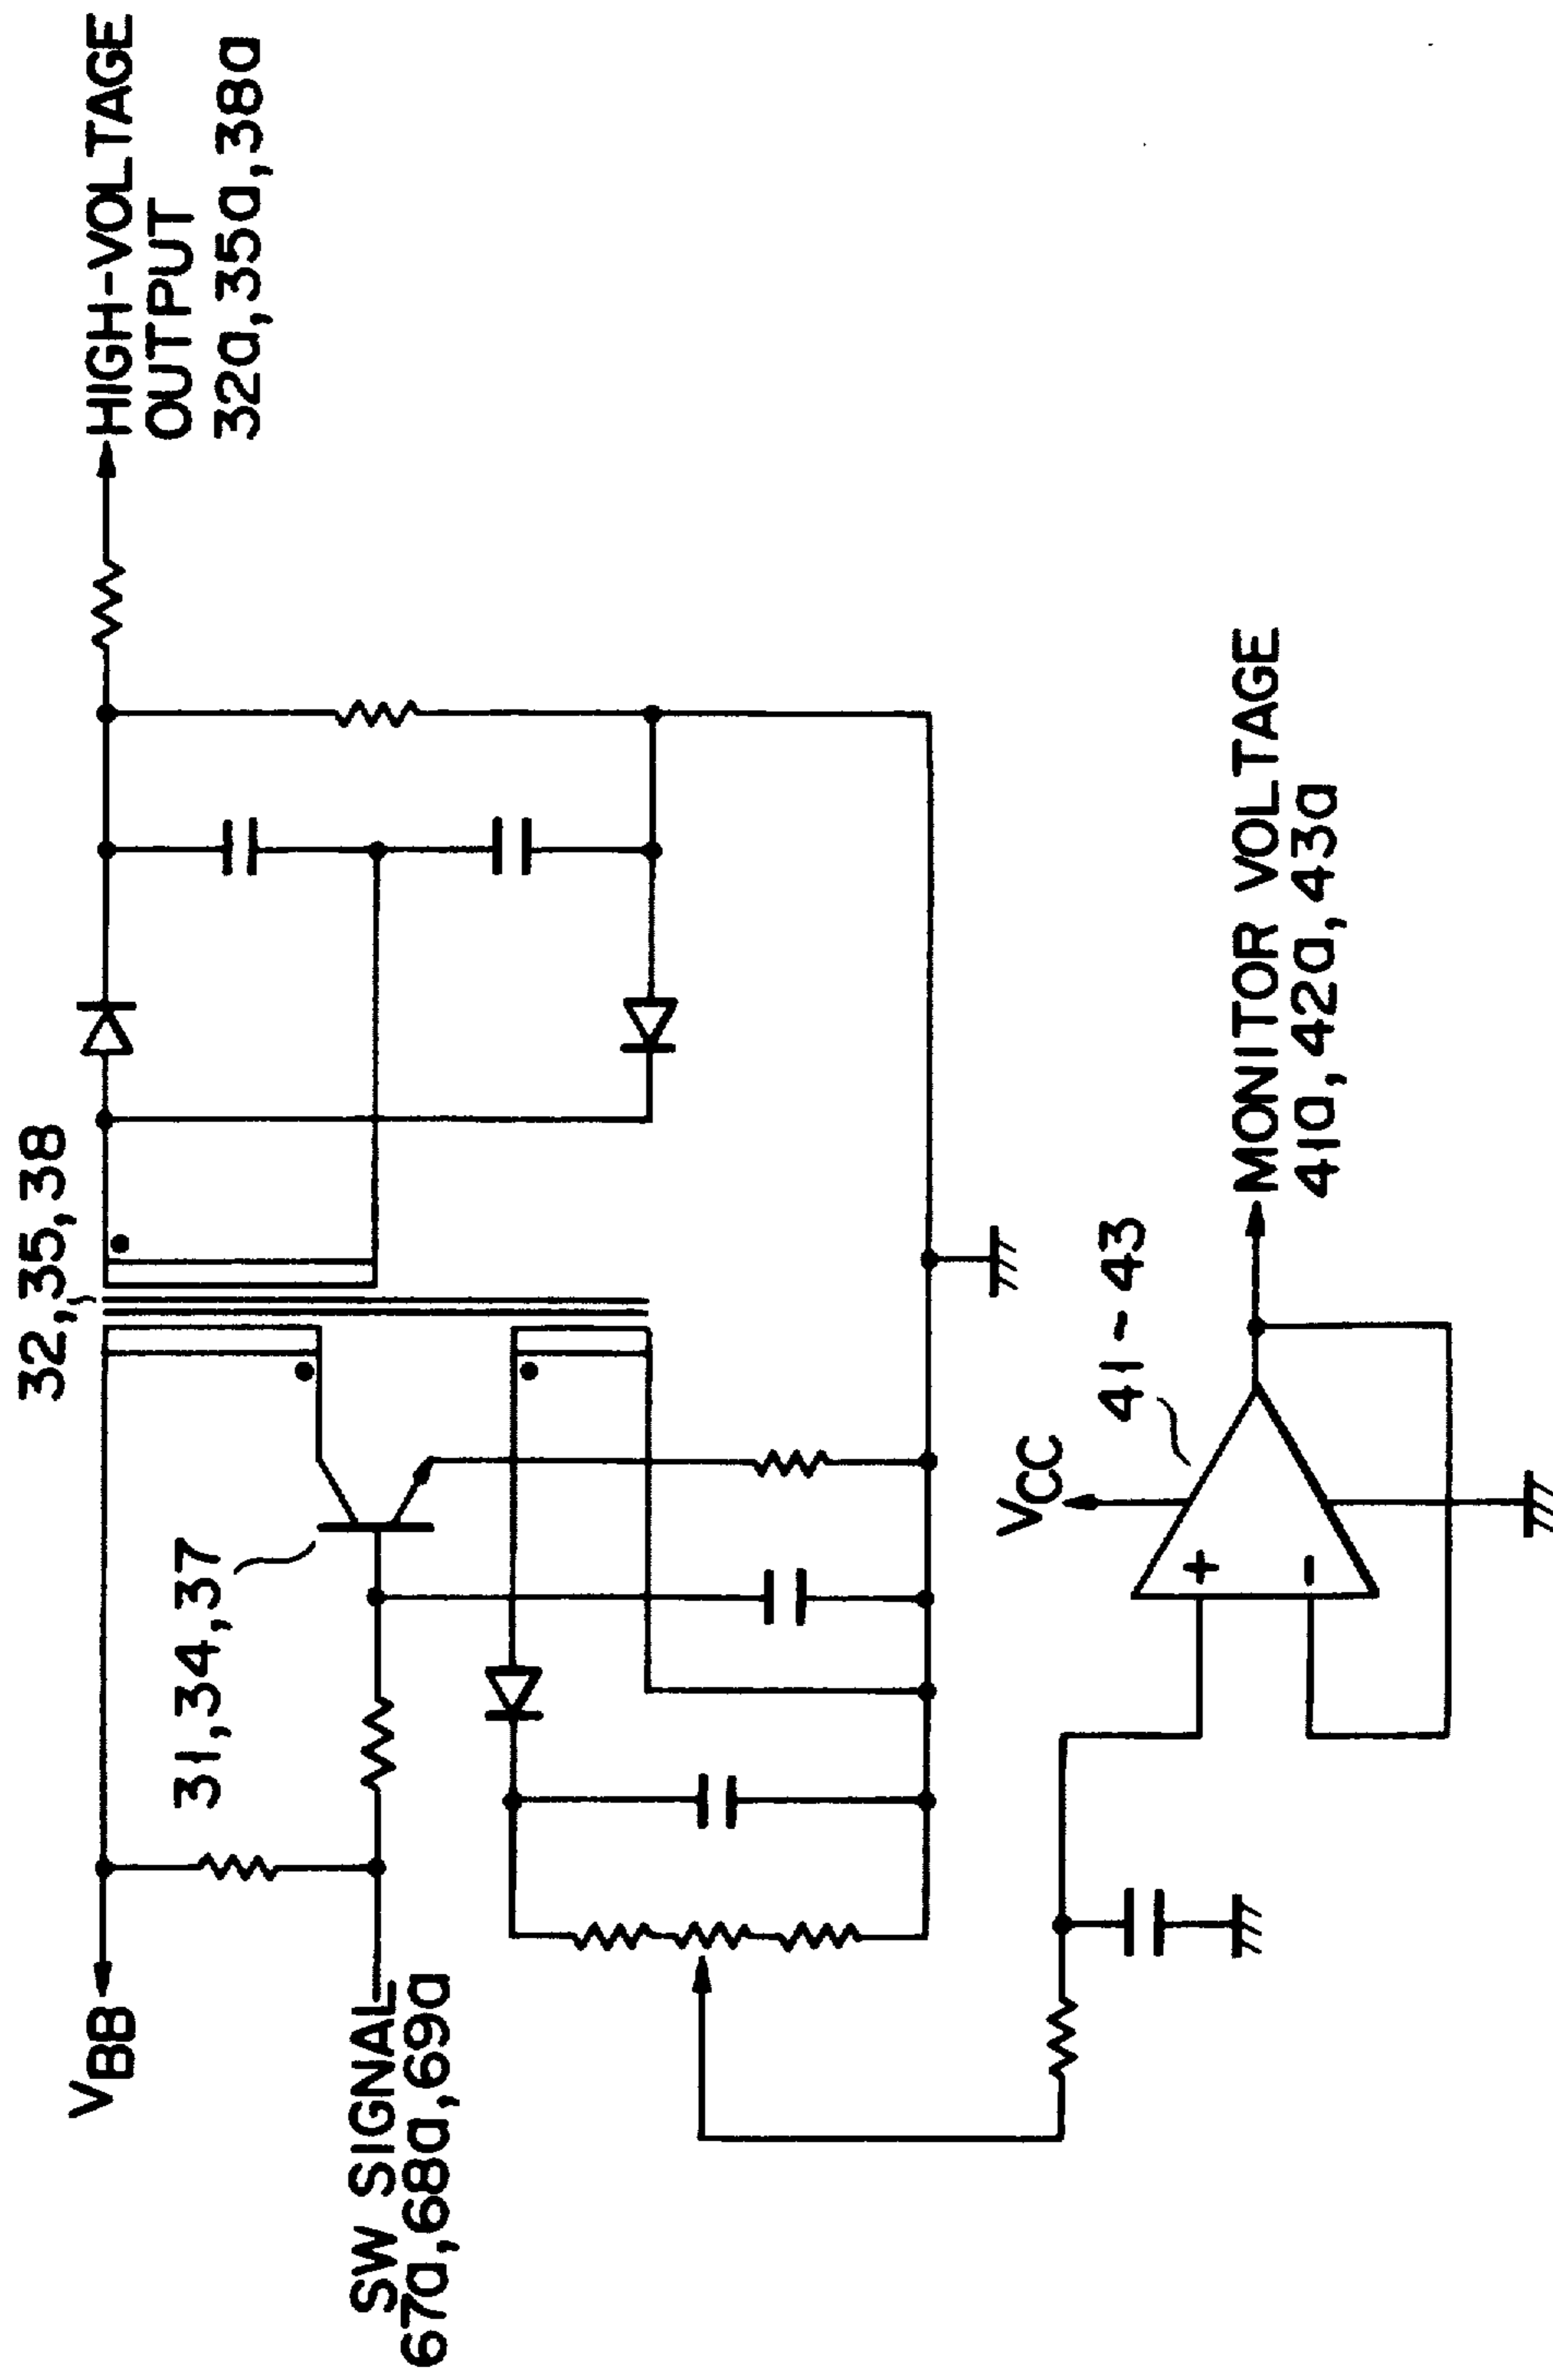 32,35,38
HIGH-VOLTAGE
OUTPUT
32a,35a,38a
VBB
31,34,37
SW SIGNAL
67a,68a,69a
VCC
41-43
+
-
MONITOR VOLTAGE
41a,42a,43a